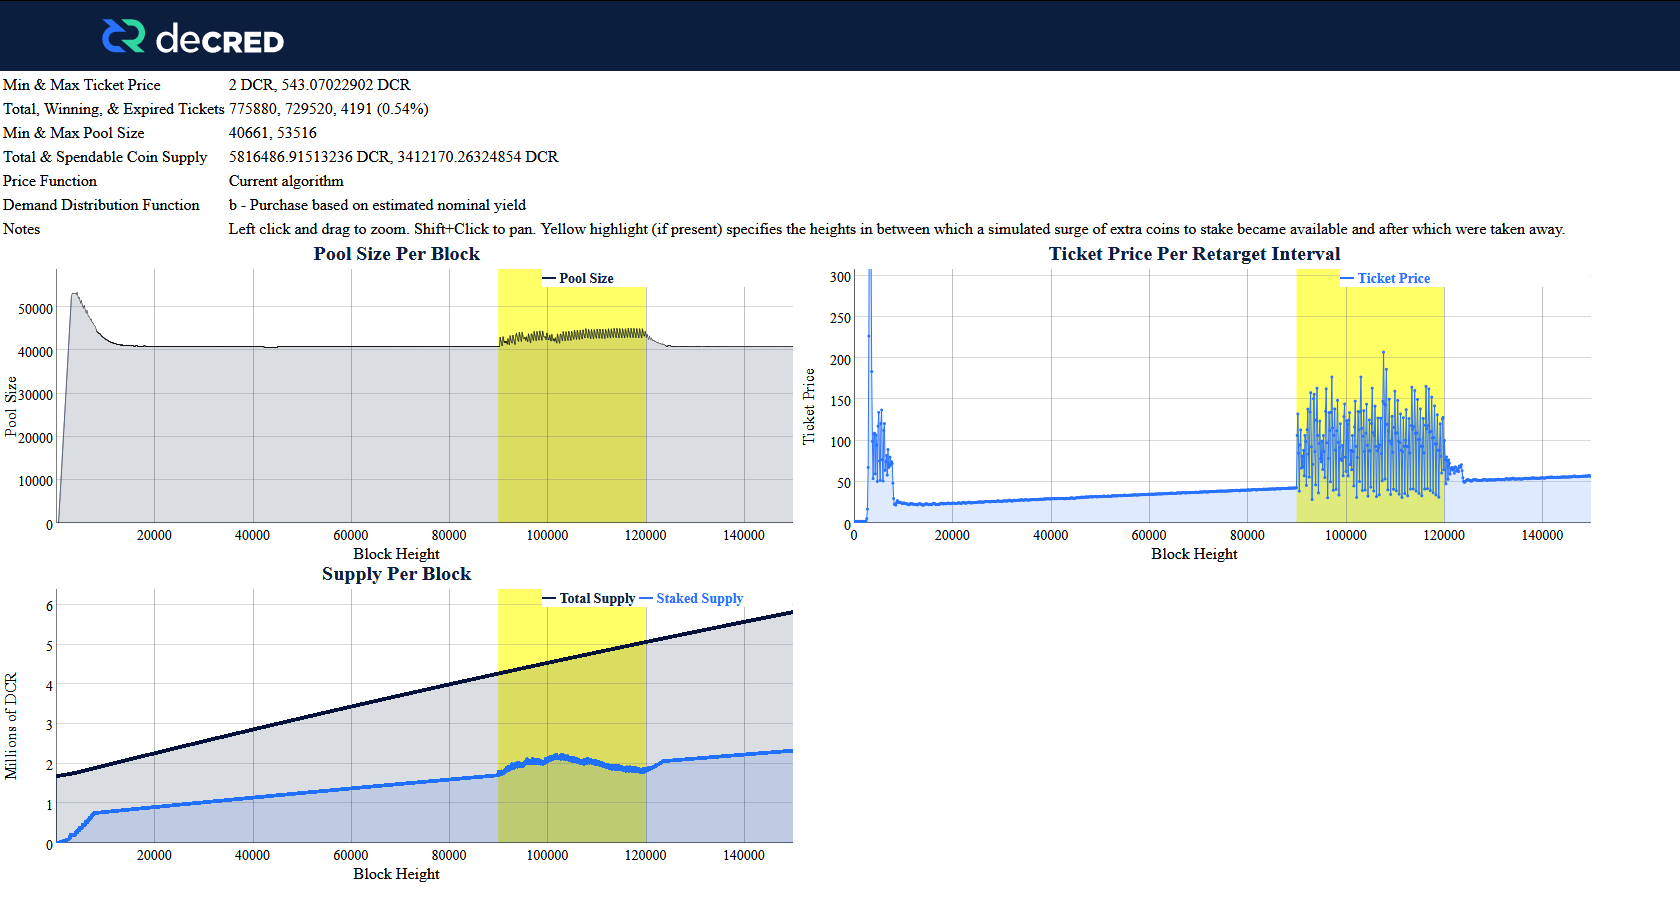 deCRED
Min & Max Ticket Price 2 DCR, 543.07022902 DCR
Total, Winning, & Expired Tickets 775880, 729520, 4191 (0.54%)
Min & Max Pool Size 40661, 53516
Total & Spendable Coin Supply 5816486.91513236 DCR, 3412170.26324854 DCR
Price Function Current algorithm
Demand Distribution Function b - Purchase based on estimated nominal yield
Notes Left click and drag to zoom. Shift+Click to pan. Yellow highlight (if present) specifies the heights in between which a simulated surge of extra coins to stake became available and after which were taken away.
Pool Size Per Block
Pool Size
50000
40000
30000
20000
10000
0
Pool Size
20000 40000 60000 80000 100000 120000 140000
Block Height
Ticket Price Per Retarget Interval
Ticket Price
300
250
200
150
100
50
0
Ticket Price
0 20000 40000 60000 80000 100000 120000 140000
Block Height
Supply Per Block
Total Supply Staked Supply
6
5
4
3
2
1
0
Millions of DCR
20000 40000 60000 80000 100000 120000 140000
Block Height